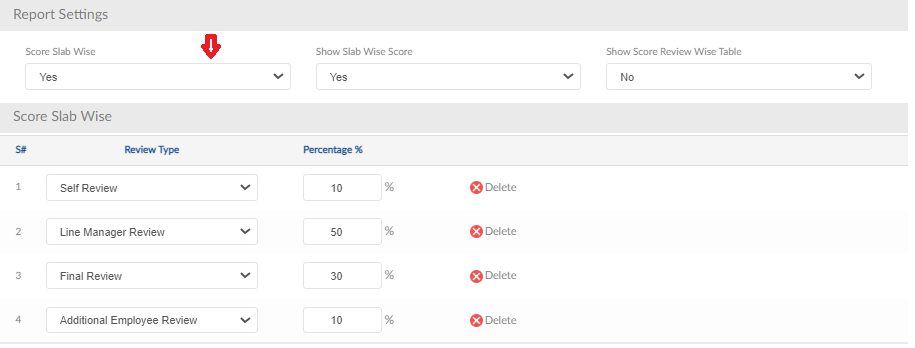 Report Settings
Score Slab Wise Show Slab Wise Score Show Score Review Wise Table
Yes Yes No
Score Slab Wise
S# Review Type Percentage %
1 Self Review 10 % Delete
2 Line Manager Review 50 % Delete
3 Final Review 30 % Delete
4 Additional Employee Review 10 % Delete